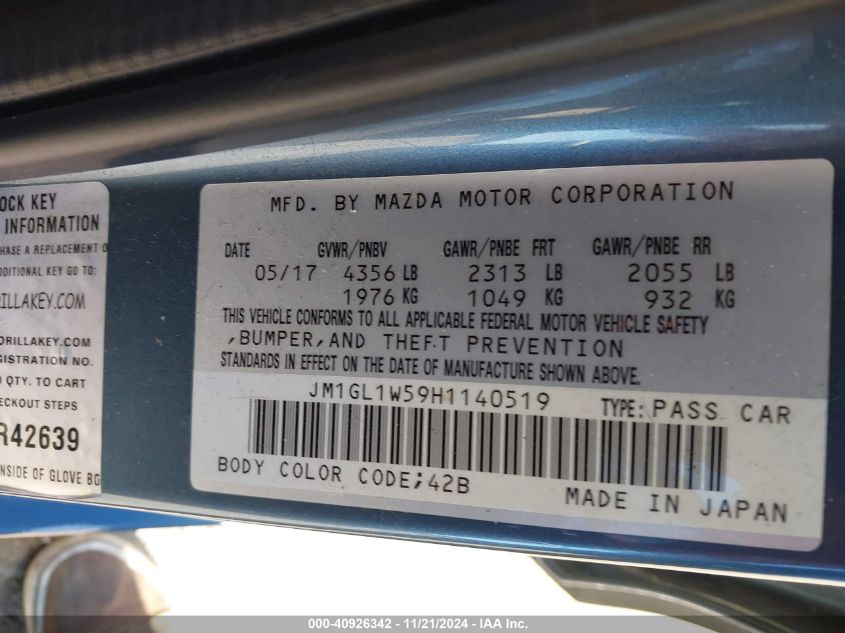 OCK KEY
INFORMATION
HASE A REPLACEMENT O
DDITIONAL KEY GO TO:
RILLAKEY.COM
ORILLAKEY.COM
GISTRATION NO.
D QTY. TO CART
ECKOUT STEPS
R42639
NSIDE OF GLOVE BO
MFD. BY MAZDA MOTOR CORPORATION
DATE GVWR/PNBV GAWR/PNBE FRT GAWR/PNBE RR
05/17 4356 LB 2313 LB 2055 LB
1976 KG 1049 KG 932 KG
THIS VEHICLE CONFORMS TO ALL APPLICABLE FEDERAL MOTOR VEHICLE SAFETY
,BUMPER,AND THEFT PREVENTION
STANDARDS IN EFFECT ON THE DATE OF MANUFACTURE SHOWN ABOVE.
JM1GL1W59H1140519 TYPE: PASS CAR
BODY COLOR CODE;42B
MADE IN JAPAN
000-40926342 - 11/21/2024 - IAA Inc.